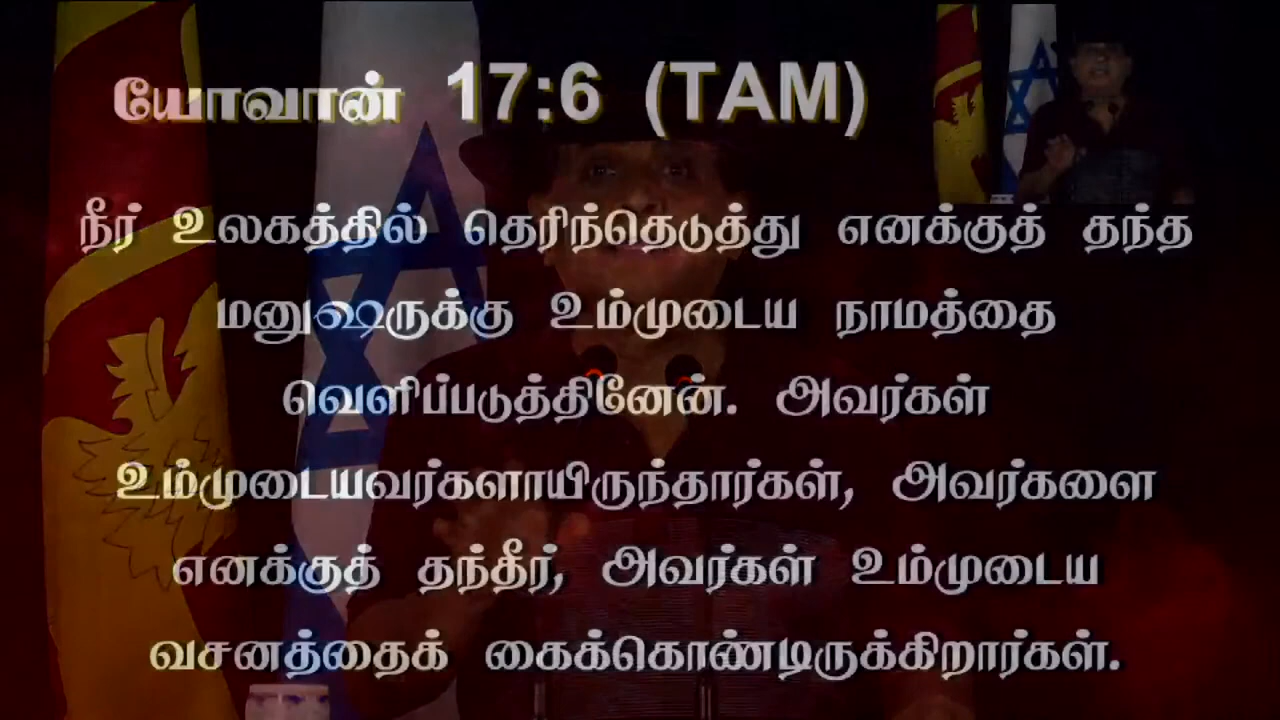 யோவான் 17:6 (TAM)
நீர் உலகத்தில் தெரிந்தெடுத்து எனக்குத் தந்த
மனுஷருக்கு உம்முடைய நாமத்தை
வெளிப்படுத்தினேன். அவர்கள்
உம்முடையவர்களாயிருந்தார்கள், அவர்களை
எனக்குத் தந்தீர், அவர்கள் உம்முடைய
வசனத்தைக் கைக்கொண்டிருக்கிறார்கள்.